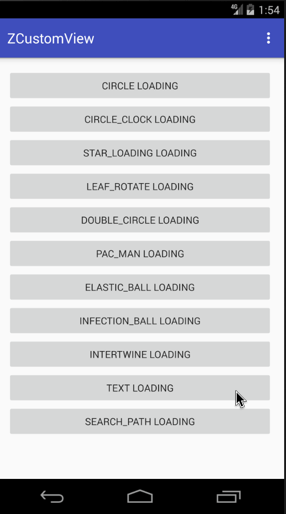 4G 1:54
ZCustomView
CIRCLE LOADING
CIRCLE_CLOCK LOADING
STAR_LOADING LOADING
LEAF_ROTATE LOADING
DOUBLE_CIRCLE LOADING
PAC_MAN LOADING
ELASTIC_BALL LOADING
INFECTION_BALL LOADING
INTERTWINE LOADING
TEXT LOADING
SEARCH_PATH LOADING